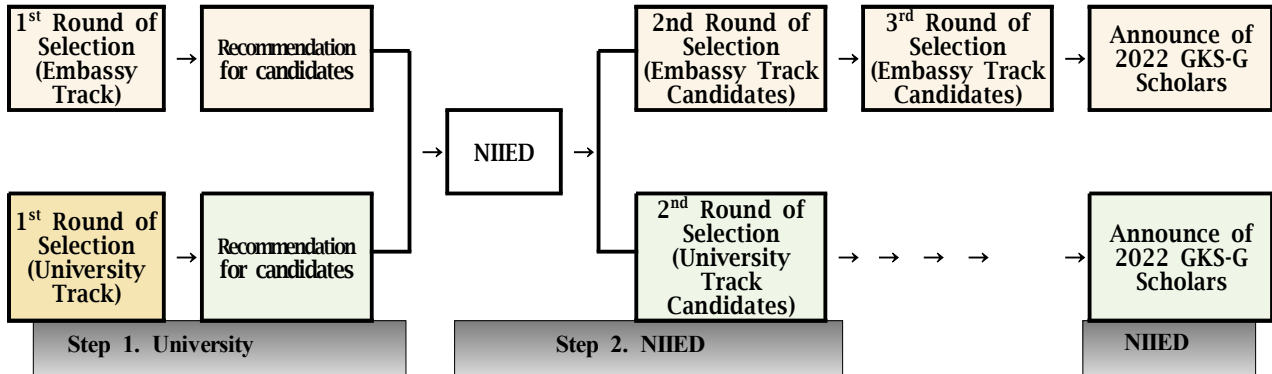 1st Round of
Selection
(Embassy
Track)
→
Recommendation
for candidates
2nd Round of
Selection
(Embassy Track
Candidates)
→
3rd Round of
Selection
(Embassy Track
Candidates)
→
Announce of
2022 GKS-G
Scholars
→
NIIED
→
1st Round of
Selection
(University
Track)
→
Recommendation
for candidates
2nd Round of
Selection
(University
Track
Candidates)
→ → → → →
Announce of
2022 GKS-G
Scholars
Step 1. University
Step 2. NIIED
NIIED